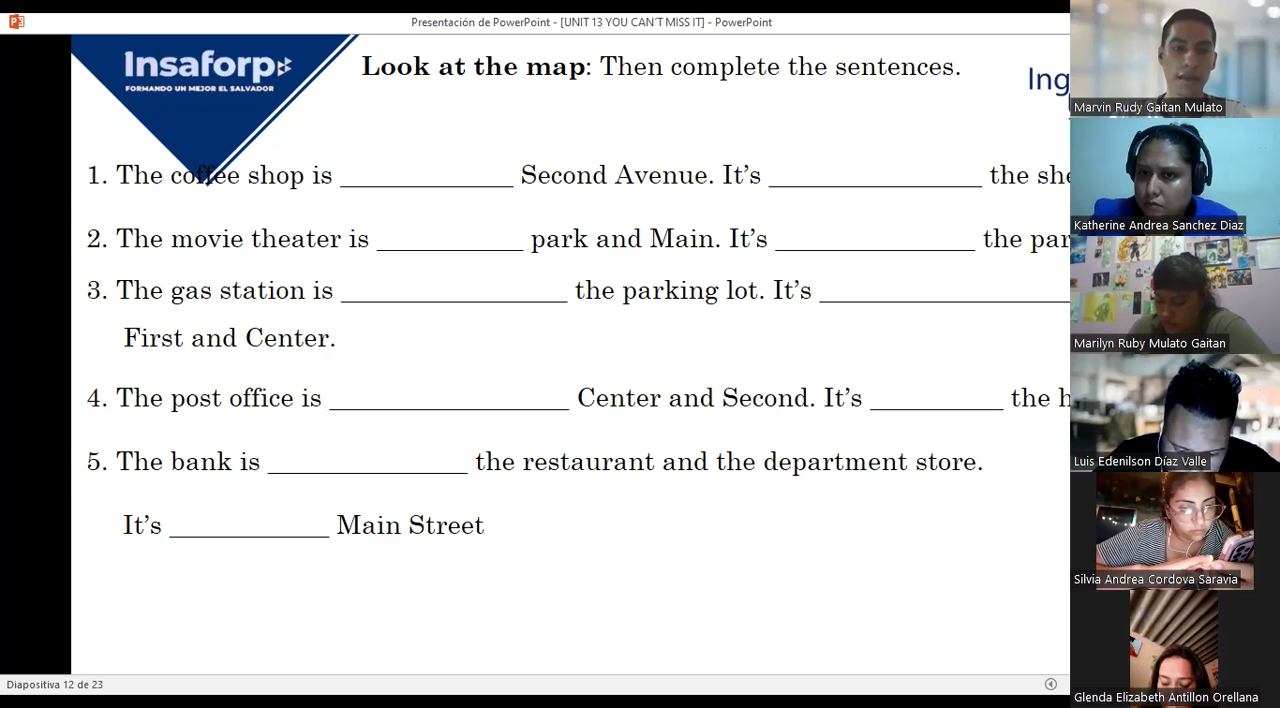 Presentación de PowerPoint - [UNIT 13 YOU CAN´T MISS IT] - PowerPoint
Insaforp
FORMANDO UN MEJOR EL SALVADOR
Look at the map: Then complete the sentences.
Ing
1. The coffee shop is _____________ Second Avenue. It’s ________________ the she
2. The movie theater is ___________ park and Main. It’s _______________ the par
3. The gas station is _________________ the parking lot. It’s ___________________
First and Center.
4. The post office is __________________ Center and Second. It’s __________ the h
5. The bank is _______________ the restaurant and the department store.
It’s ____________ Main Street
Diapositiva 12 de 23
Marvin Rudy Gaitan Mulato
Katherine Andrea Sanchez Diaz
Marilyn Ruby Mulato Gaitan
Luis Edenilson Díaz Valle
Silvia Andrea Cordova Saravia
Glenda Elizabeth Antillon Orellana